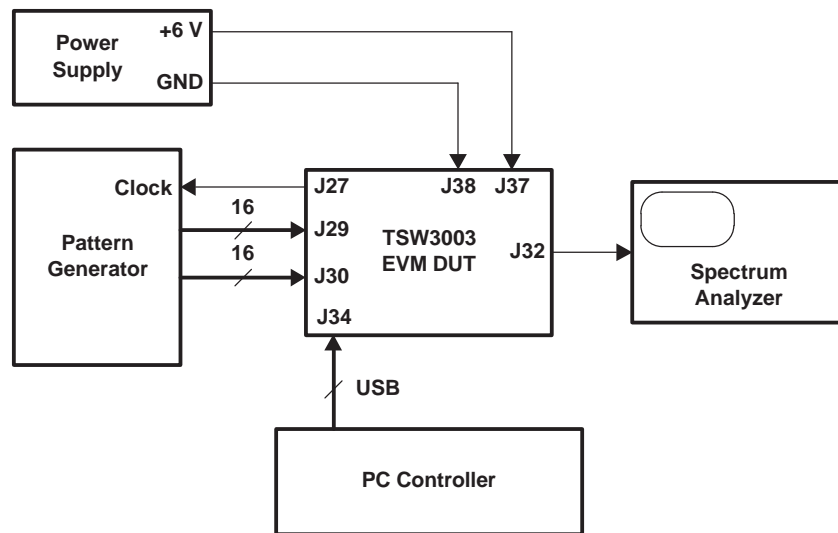 Power
Supply
+6 V
GND
Pattern
Generator
Clock
16
16
J27
J29
J30
J34
J38
J37
J32
TSW3003
EVM DUT
Spectrum
Analyzer
USB
PC Controller